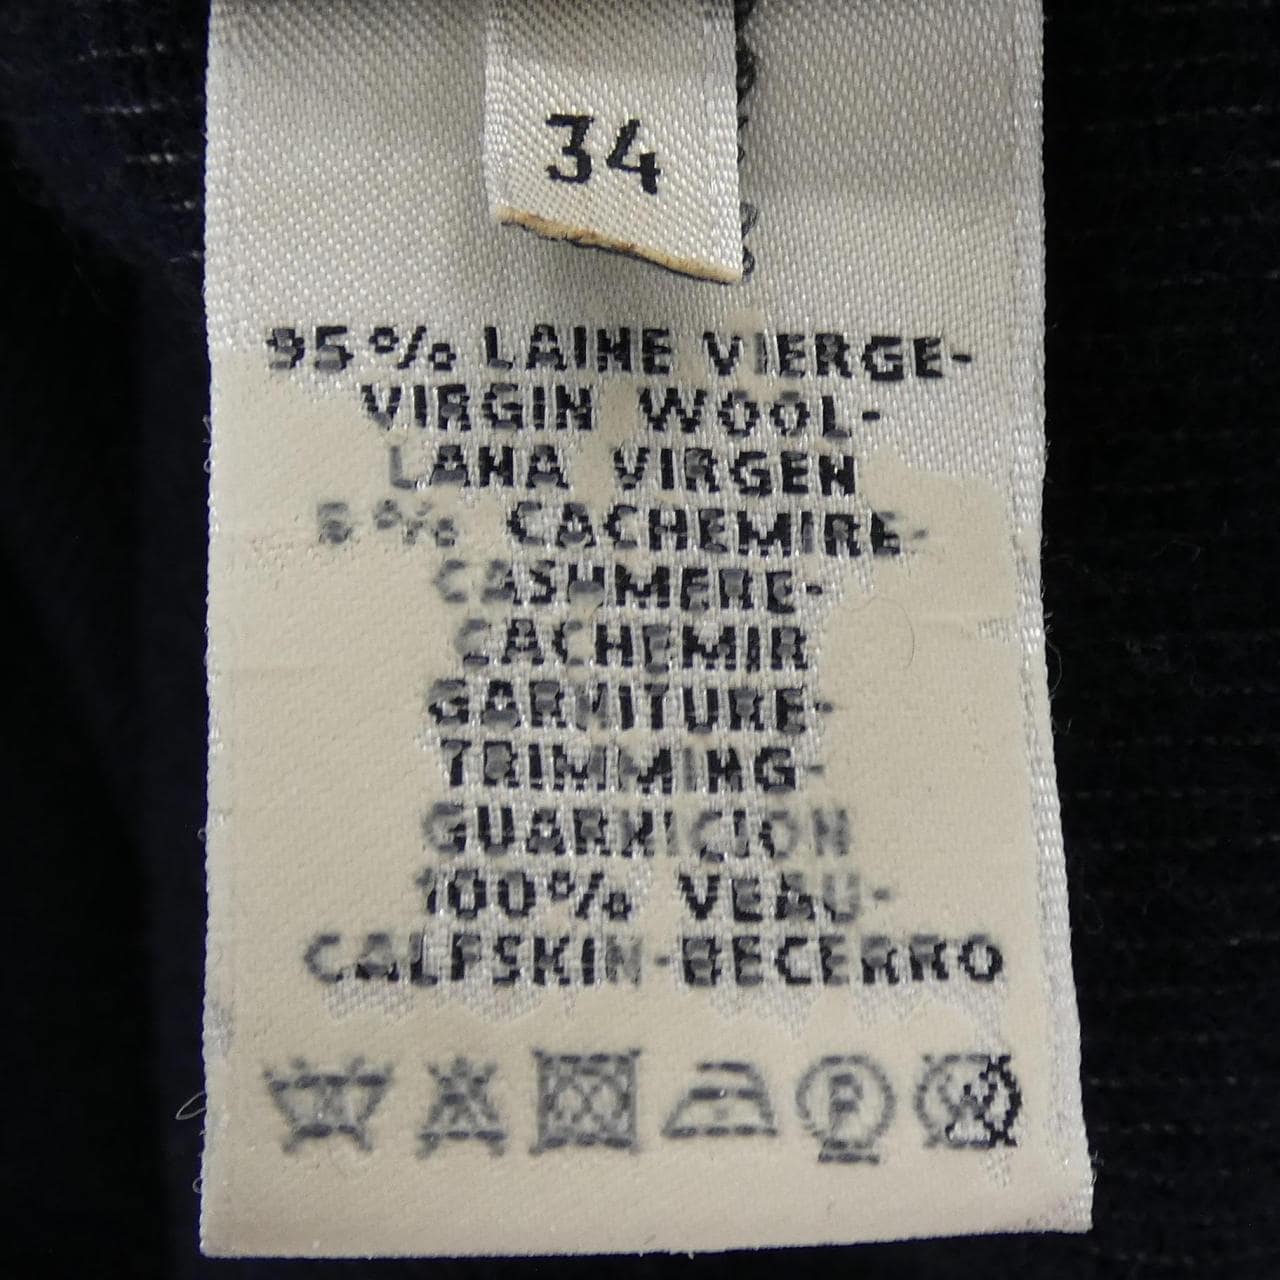 34
95% LAINE VIERGE-
VIRGIN WOOL-
LANA VIRGEN
5% CACHEMIRE-
CASHMERE-
CACHEMIR
GARNITURE-
TRIMMING-
GUARNICION
100% VEAU-
CALFSKIN-BECERRO
P
W